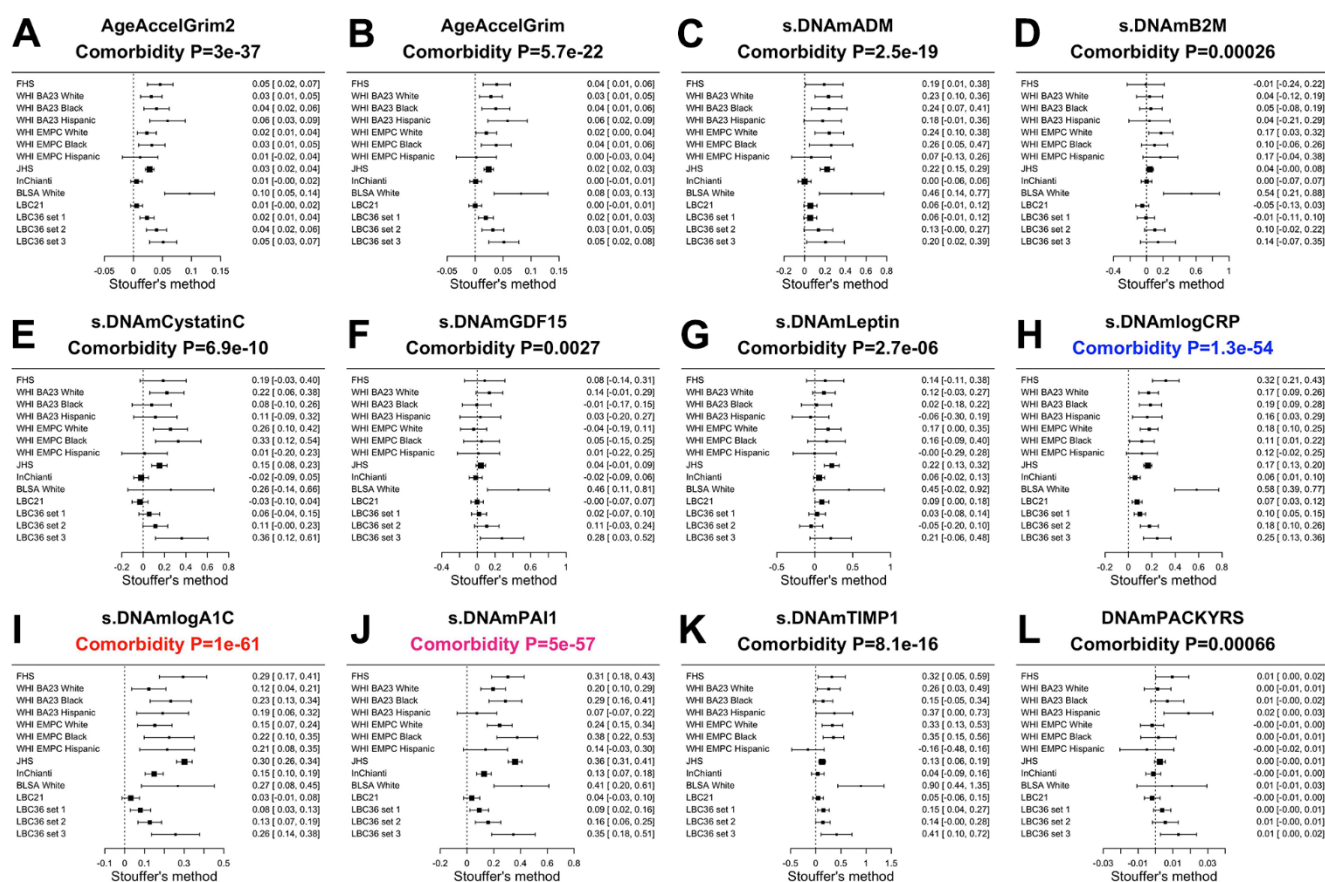 A AgeAccelGrim2
Comorbidity P=3e-37
FHS 0.05 [ 0.02, 0.07]
WHI BA23 White 0.03 [ 0.01, 0.05]
WHI BA23 Black 0.04 [ 0.02, 0.06]
WHI BA23 Hispanic 0.06 [ 0.03, 0.09]
WHI EMPC White 0.02 [ 0.01, 0.04]
WHI EMPC Black 0.03 [ 0.01, 0.05]
WHI EMPC Hispanic 0.01 [-0.02, 0.04]
JHS 0.03 [ 0.02, 0.04]
InChianti 0.01 [-0.00, 0.02]
BLSA White 0.10 [ 0.05, 0.14]
LBC21 0.01 [-0.00, 0.02]
LBC36 set 1 0.02 [ 0.01, 0.04]
LBC36 set 2 0.04 [ 0.02, 0.06]
LBC36 set 3 0.05 [ 0.03, 0.07]
0 0.05 0.1 0.15
Stouffer's method
B AgeAccelGrim
Comorbidity P=5.7e-22
FHS 0.04 [ 0.01, 0.06]
WHI BA23 White 0.03 [ 0.01, 0.05]
WHI BA23 Black 0.04 [ 0.01, 0.06]
WHI BA23 Hispanic 0.06 [ 0.02, 0.09]
WHI EMPC White 0.02 [ 0.00, 0.04]
WHI EMPC Black 0.04 [ 0.01, 0.06]
WHI EMPC Hispanic 0.00 [-0.03, 0.04]
JHS 0.02 [ 0.02, 0.03]
InChianti 0.00 [-0.01, 0.01]
BLSA White 0.08 [ 0.03, 0.13]
LBC21 0.00 [-0.01, 0.01]
LBC36 set 1 0.02 [ 0.01, 0.03]
LBC36 set 2 0.03 [ 0.01, 0.05]
LBC36 set 3 0.05 [ 0.02, 0.08]
0 0.05 0.1 0.15
Stouffer's method
C s.DNAmADM
Comorbidity P=2.5e-19
FHS 0.19 [ 0.01, 0.38]
WHI BA23 White 0.23 [ 0.10, 0.36]
WHI BA23 Black 0.24 [ 0.07, 0.41]
WHI BA23 Hispanic 0.18 [-0.01, 0.36]
WHI EMPC White 0.24 [ 0.10, 0.38]
WHI EMPC Black 0.26 [ 0.05, 0.47]
WHI EMPC Hispanic 0.07 [-0.13, 0.26]
JHS 0.22 [ 0.15, 0.29]
InChianti 0.00 [-0.06, 0.06]
BLSA White 0.46 [ 0.14, 0.77]
LBC21 0.06 [-0.01, 0.12]
LBC36 set 1 0.06 [-0.01, 0.12]
LBC36 set 2 0.13 [-0.00, 0.27]
LBC36 set 3 0.20 [ 0.02, 0.39]
-0.2 0 0.2 0.4 0.6 0.8
Stouffer's method
D s.DNAmB2M
Comorbidity P=0.00026
FHS -0.01 [-0.24, 0.22]
WHI BA23 White 0.04 [-0.12, 0.19]
WHI BA23 Black 0.05 [-0.08, 0.19]
WHI BA23 Hispanic 0.04 [-0.21, 0.29]
WHI EMPC White 0.17 [ 0.03, 0.32]
WHI EMPC Black 0.10 [-0.06, 0.26]
WHI EMPC Hispanic 0.17 [-0.04, 0.38]
JHS 0.04 [-0.00, 0.08]
InChianti 0.00 [-0.07, 0.07]
BLSA White 0.54 [ 0.21, 0.88]
LBC21 -0.05 [-0.13, 0.03]
LBC36 set 1 -0.01 [-0.11, 0.10]
LBC36 set 2 0.10 [-0.02, 0.22]
LBC36 set 3 0.14 [-0.07, 0.35]
-0.4 0 0.2 0.6 1
Stouffer's method
E s.DNAmCystatinC
Comorbidity P=6.9e-10
FHS 0.19 [-0.03, 0.40]
WHI BA23 White 0.22 [ 0.06, 0.38]
WHI BA23 Black 0.08 [-0.10, 0.26]
WHI BA23 Hispanic 0.11 [-0.09, 0.32]
WHI EMPC White 0.26 [ 0.10, 0.42]
WHI EMPC Black 0.33 [ 0.12, 0.54]
WHI EMPC Hispanic 0.01 [-0.20, 0.23]
JHS 0.15 [ 0.08, 0.23]
InChianti -0.02 [-0.09, 0.05]
BLSA White 0.26 [-0.14, 0.66]
LBC21 -0.03 [-0.10, 0.04]
LBC36 set 1 0.06 [-0.04, 0.15]
LBC36 set 2 0.11 [-0.00, 0.23]
LBC36 set 3 0.36 [ 0.12, 0.61]
-0.2 0 0.2 0.4 0.6 0.8
Stouffer's method
F s.DNAmGDF15
Comorbidity P=0.0027
FHS 0.08 [-0.14, 0.31]
WHI BA23 White 0.14 [-0.01, 0.29]
WHI BA23 Black -0.01 [-0.17, 0.15]
WHI BA23 Hispanic 0.03 [-0.20, 0.27]
WHI EMPC White -0.04 [-0.19, 0.11]
WHI EMPC Black 0.05 [-0.15, 0.25]
WHI EMPC Hispanic 0.01 [-0.22, 0.25]
JHS 0.04 [-0.01, 0.09]
InChianti -0.02 [-0.09, 0.06]
BLSA White 0.46 [ 0.11, 0.81]
LBC21 -0.00 [-0.07, 0.07]
LBC36 set 1 0.02 [-0.07, 0.10]
LBC36 set 2 0.11 [-0.03, 0.24]
LBC36 set 3 0.28 [ 0.03, 0.52]
-0.4 0 0.2 0.6 1
Stouffer's method
G s.DNAmLeptin
Comorbidity P=2.7e-06
FHS 0.14 [-0.11, 0.38]
WHI BA23 White 0.12 [-0.03, 0.27]
WHI BA23 Black 0.02 [-0.18, 0.22]
WHI BA23 Hispanic -0.06 [-0.30, 0.19]
WHI EMPC White 0.17 [ 0.00, 0.35]
WHI EMPC Black 0.16 [-0.09, 0.40]
WHI EMPC Hispanic -0.00 [-0.29, 0.28]
JHS 0.22 [ 0.13, 0.32]
InChianti 0.06 [-0.02, 0.13]
BLSA White 0.45 [-0.02, 0.92]
LBC21 0.09 [ 0.00, 0.18]
LBC36 set 1 0.03 [-0.08, 0.14]
LBC36 set 2 -0.05 [-0.20, 0.10]
LBC36 set 3 0.21 [-0.06, 0.48]
-0.4 0 0.2 0.6 1
Stouffer's method
H s.DNAmlogCRP
Comorbidity P=1.3e-54
FHS 0.32 [ 0.21, 0.43]
WHI BA23 White 0.17 [ 0.09, 0.26]
WHI BA23 Black 0.19 [ 0.09, 0.28]
WHI BA23 Hispanic 0.16 [ 0.03, 0.29]
WHI EMPC White 0.18 [ 0.10, 0.25]
WHI EMPC Black 0.11 [ 0.01, 0.22]
WHI EMPC Hispanic 0.12 [-0.02, 0.25]
JHS 0.17 [ 0.13, 0.20]
InChianti 0.06 [ 0.01, 0.10]
BLSA White 0.58 [ 0.39, 0.77]
LBC21 0.07 [ 0.03, 0.12]
LBC36 set 1 0.10 [ 0.05, 0.15]
LBC36 set 2 0.18 [ 0.10, 0.26]
LBC36 set 3 0.25 [ 0.13, 0.36]
-0.2 0 0.2 0.4 0.6 0.8
Stouffer's method
I s.DNAmlogA1C
Comorbidity P=1e-61
FHS 0.29 [ 0.17, 0.41]
WHI BA23 White 0.12 [ 0.04, 0.21]
WHI BA23 Black 0.23 [ 0.13, 0.34]
WHI BA23 Hispanic 0.19 [ 0.06, 0.32]
WHI EMPC White 0.15 [ 0.07, 0.24]
WHI EMPC Black 0.22 [ 0.10, 0.35]
WHI EMPC Hispanic 0.21 [ 0.08, 0.35]
JHS 0.30 [ 0.26, 0.34]
InChianti 0.15 [ 0.10, 0.19]
BLSA White 0.27 [ 0.08, 0.45]
LBC21 0.03 [-0.01, 0.08]
LBC36 set 1 0.08 [ 0.03, 0.13]
LBC36 set 2 0.13 [ 0.07, 0.19]
LBC36 set 3 0.26 [ 0.14, 0.38]
-0.1 0 0.1 0.3 0.5
Stouffer's method
J s.DNAmPAI1
Comorbidity P=5e-57
FHS 0.31 [ 0.18, 0.43]
WHI BA23 White 0.20 [ 0.10, 0.29]
WHI BA23 Black 0.29 [ 0.16, 0.41]
WHI BA23 Hispanic 0.07 [-0.07, 0.22]
WHI EMPC White 0.24 [ 0.15, 0.34]
WHI EMPC Black 0.38 [ 0.22, 0.53]
WHI EMPC Hispanic 0.14 [-0.03, 0.30]
JHS 0.36 [ 0.31, 0.41]
InChianti 0.13 [ 0.07, 0.18]
BLSA White 0.41 [ 0.20, 0.61]
LBC21 0.04 [-0.03, 0.10]
LBC36 set 1 0.09 [ 0.02, 0.16]
LBC36 set 2 0.16 [ 0.06, 0.25]
LBC36 set 3 0.35 [ 0.18, 0.51]
-0.2 0 0.2 0.4 0.6 0.8
Stouffer's method
K s.DNAmTIMP1
Comorbidity P=8.1e-16
FHS 0.32 [ 0.05, 0.59]
WHI BA23 White 0.26 [ 0.03, 0.49]
WHI BA23 Black 0.15 [-0.05, 0.34]
WHI BA23 Hispanic 0.37 [ 0.00, 0.73]
WHI EMPC White 0.33 [ 0.13, 0.53]
WHI EMPC Black 0.35 [ 0.15, 0.56]
WHI EMPC Hispanic -0.16 [-0.48, 0.16]
JHS 0.13 [ 0.06, 0.19]
InChianti 0.04 [-0.09, 0.16]
BLSA White 0.90 [ 0.44, 1.35]
LBC21 0.05 [-0.06, 0.15]
LBC36 set 1 0.15 [ 0.04, 0.27]
LBC36 set 2 0.14 [-0.00, 0.28]
LBC36 set 3 0.41 [ 0.10, 0.72]
-0.5 0 0.5 1 1.5
Stouffer's method
L DNAmPACKYRS
Comorbidity P=0.00066
FHS 0.01 [ 0.00, 0.02]
WHI BA23 White 0.00 [-0.01, 0.01]
WHI BA23 Black 0.01 [-0.00, 0.02]
WHI BA23 Hispanic 0.02 [ 0.00, 0.03]
WHI EMPC White -0.00 [-0.01, 0.00]
WHI EMPC Black 0.00 [-0.01, 0.01]
WHI EMPC Hispanic -0.00 [-0.02, 0.01]
JHS 0.00 [-0.00, 0.01]
InChianti -0.00 [-0.01, 0.00]
BLSA White 0.01 [-0.01, 0.03]
LBC21 -0.00 [-0.01, 0.00]
LBC36 set 1 0.00 [-0.00, 0.01]
LBC36 set 2 0.01 [-0.00, 0.01]
LBC36 set 3 0.01 [ 0.00, 0.02]
-0.03 0 0.01 0.03
Stouffer's method